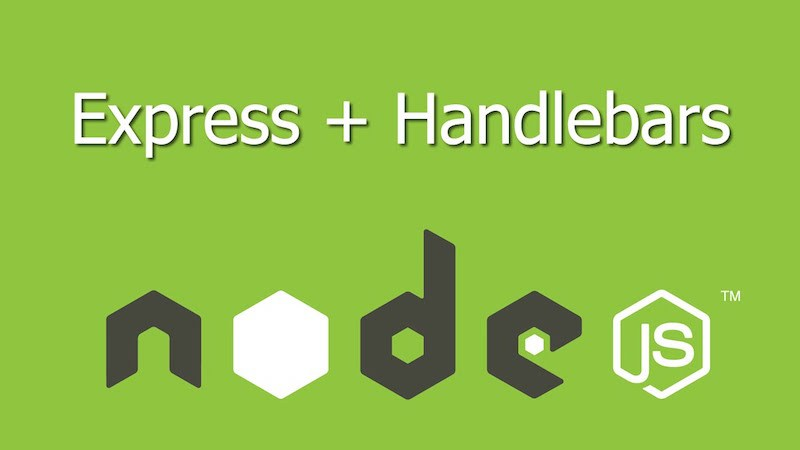 Express + Handlebars
node JS ™